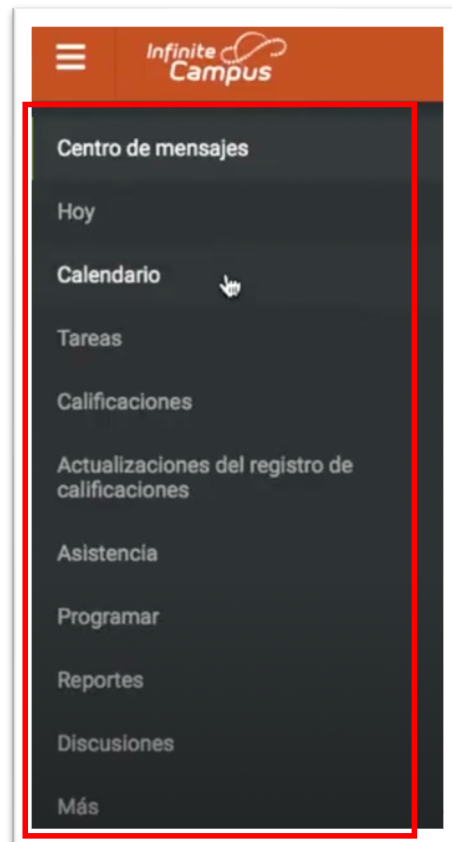 Infinite
Campus
Centro de mensajes
Hoy
Calendario
Tareas
Calificaciones
Actualizaciones del registro de
calificaciones
Asistencia
Programar
Reportes
Discusiones
Más